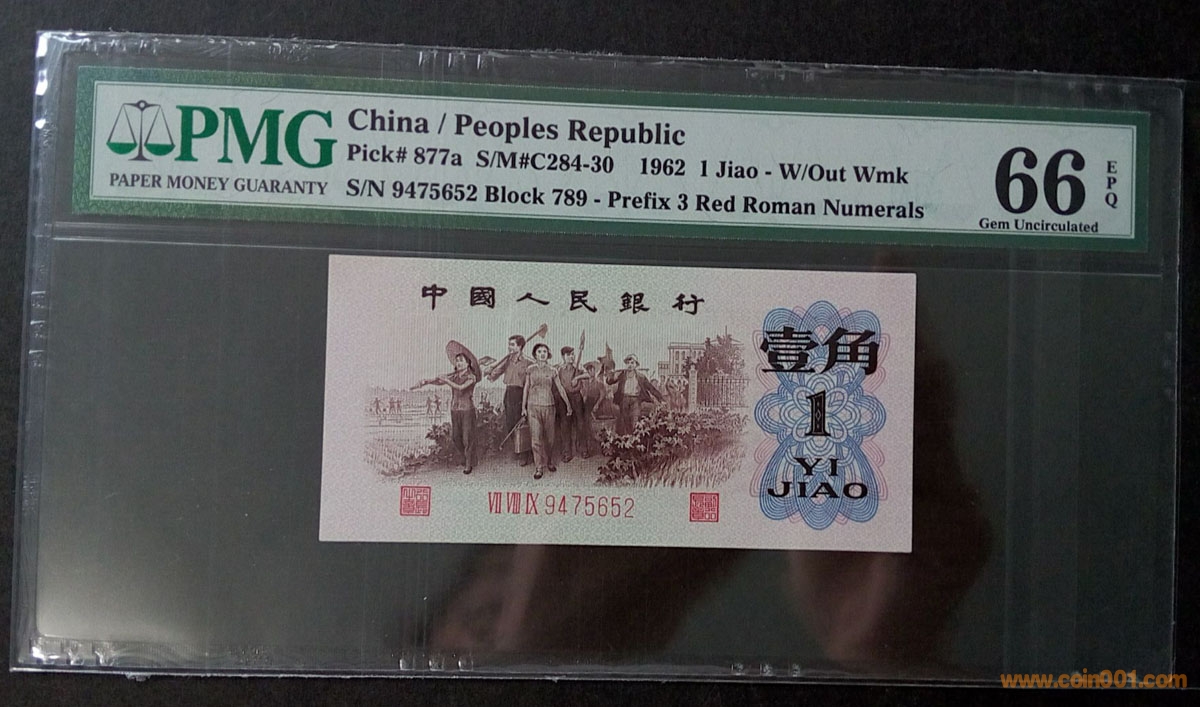 PMG
PAPER MONEY GUARANTY
China / Peoples Republic
Pick# 877a S/M#C284-30 1962 1 Jiao - W/Out Wmk
S/N 9475652 Block 789 - Prefix 3 Red Roman Numerals
66
EPQ
Gem Uncirculated
中國人民銀行
壹角
1
YI
JIAO
VII VIII IX 9475652
www.coin001.com